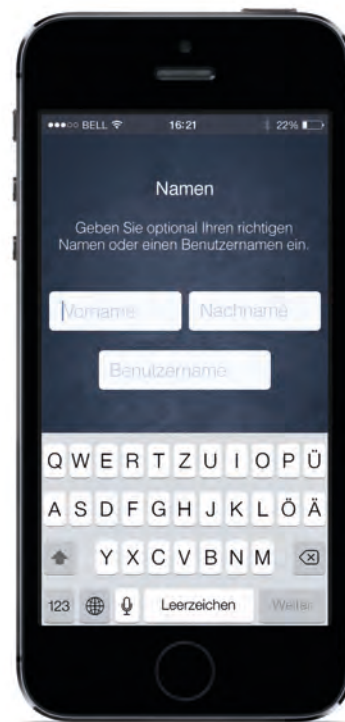 BELL 16:21 22%
Namen
Geben Sie optional Ihren richtigen
Namen oder einen Benutzernamen ein.
Vorname Nachname
Benutzername
Q W E R T Z U I O P Ü
A S D F G H J K L Ö Ä
Y X C V B N M
123 Leerzeichen Weiter